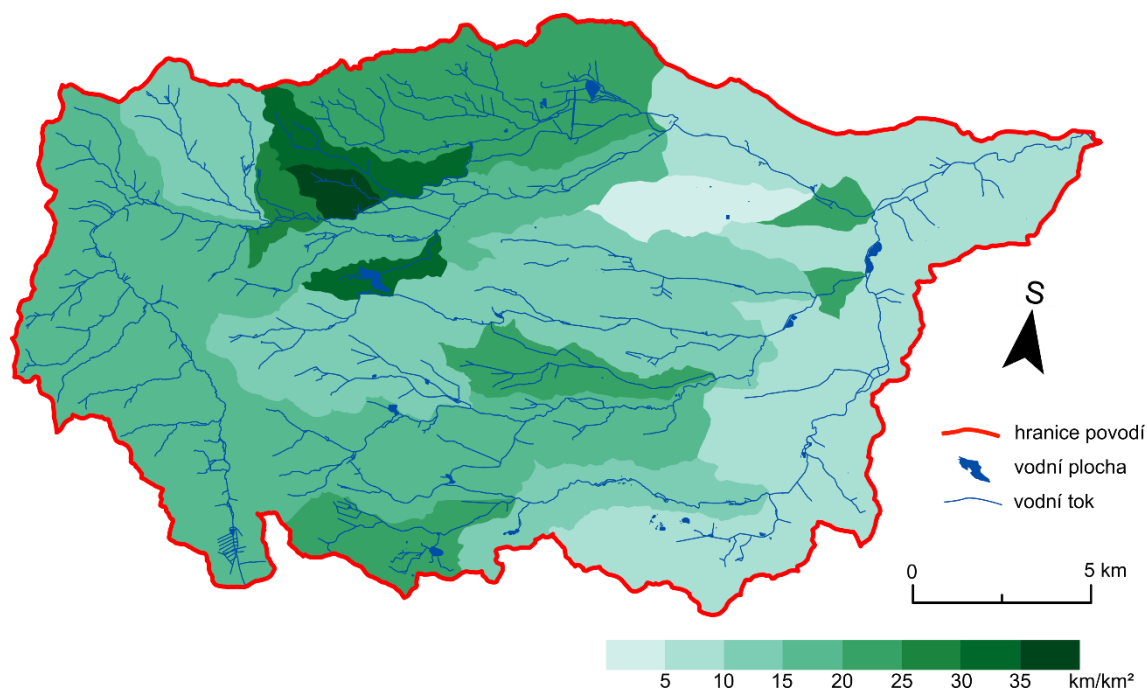 S
hranice povodí
vodní plocha
vodní tok
0 5 km
5 10 15 20 25 30 35 km/km²